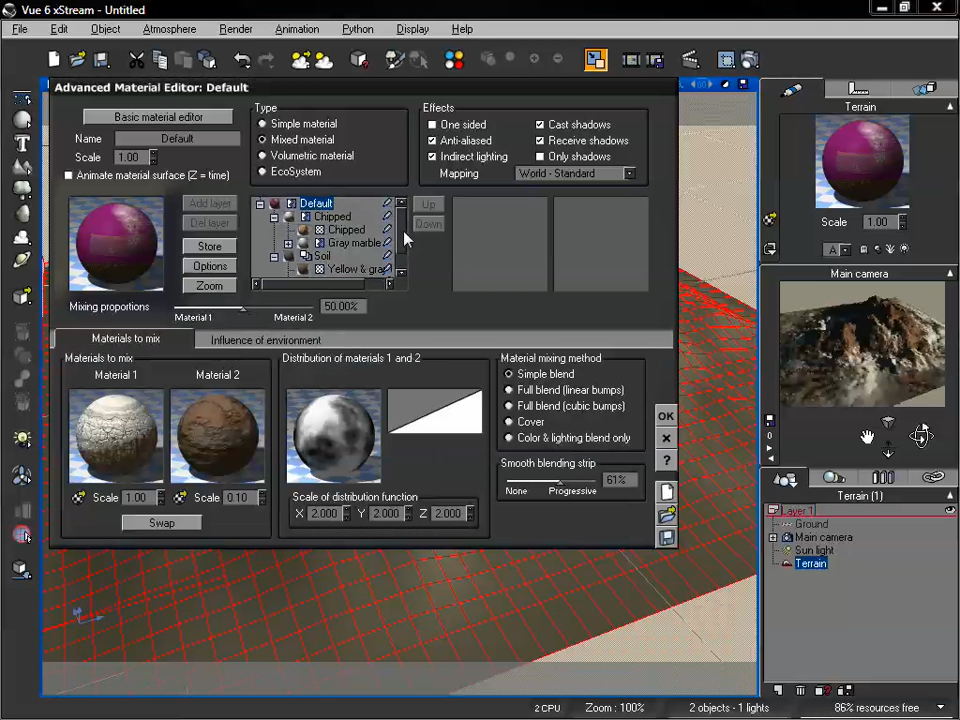 Vue 6 xStream - Untitled
File Edit Object Atmosphere Render Animation Python Display Help
Advanced Material Editor: Default
Basic material editor
Name Default
Scale 1.00
Animate material surface (Z = time)
Type
Simple material
Mixed material
Volumetric material
EcoSystem
Effects
One sided
Cast shadows
Anti-aliased
Receive shadows
Indirect lighting
Only shadows
Mapping World - Standard
Add layer
Del layer
Store
Options
Zoom
Default
Chipped
Chipped
Gray marble
Soil
Yellow & gra
Up
Down
Mixing proportions
Material1 Material 2
50.00%
Materials to mix
Influence of environment
Materials to mix
Material 1 Material 2
Scale 1.00 Scale 0.10
Swap
Distribution of materials 1 and 2
Scale of distribution function
X 2.000 Y 2.000 Z 2.000
Material mixing method
Simple blend
Full blend (linear bumps)
Full blend (cubic bumps)
Cover
Color & lighting blend only
Smooth blending strip
None Progressive
61%
OK
?
Terrain
Scale 1.00
A
Main camera
0
Terrain (1)
Layer 1
Ground
Main camera
Sun light
Terrain
2 CPU Zoom : 100% 2 objects - 1 lights 86% resources free